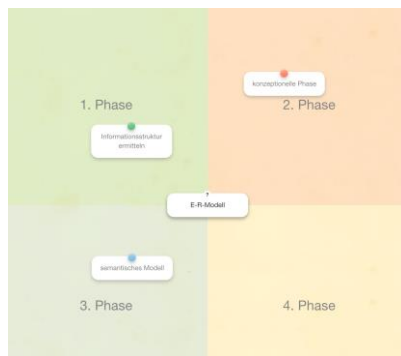 konzeptionelle Phase
1. Phase
2. Phase
Informationsstruktur
ermitteln
?
E-R-Modell
semantisches Modell
3. Phase
4. Phase